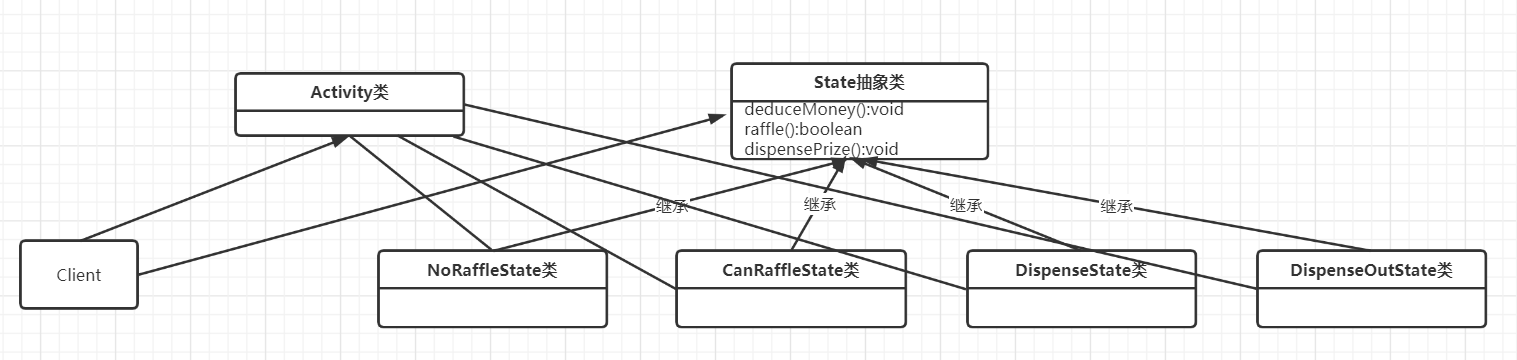 Activity类
State抽象类
deduceMoney():void
raffle():boolean
dispensePrize():void
继承
继承
继承
继承
Client
NoRaffleState类
CanRaffleState类
DispenseState类
DispenseOutState类